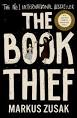 THE No.1 INTERNATIONAL BESTSELLER
THE
BOOK
THIEF
MARKUS ZUSAK